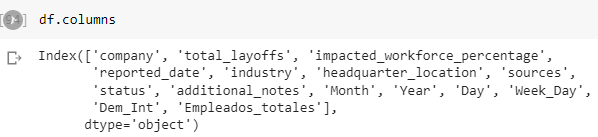 df.columns
Index(['company', 'total_layoffs', 'impacted_workforce_percentage',
'reported_date', 'industry', 'headquarter_location', 'sources',
'status', 'additional_notes', 'Month', 'Year', 'Day', 'Week_Day',
'Dem_Int', 'Empleados_totales'],
dtype='object')